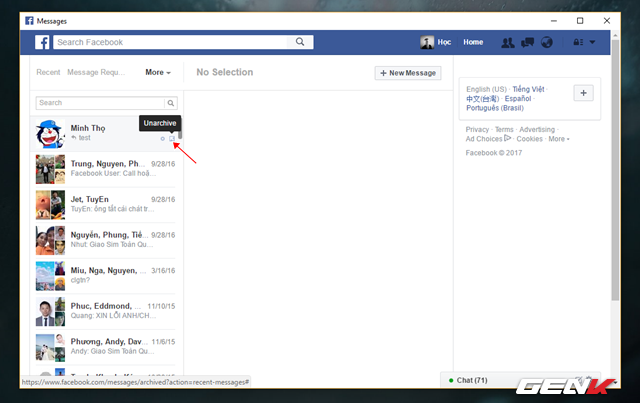 Messages
Search Facebook
Học
Home
Recent
Message Requ...
More
No Selection
+ New Message
Search
Unarchive
Minh Thọ
test
Trung, Nguyen, Ph...
9/28/16
Facebook User: Call hoả...
Jet, TuyEn
9/28/16
TuyEn: ông tắt cái chát tr...
Nguyễn, Phung, Tiế...
9/28/16
Nhut: Giao Sim Toàn Qu...
Miu, Nga, Nguyen, ...
3/16/16
cigtn?
Phuc, Eddmond, ...
11/10/15
Quang: XIN LỖI ANH/CH...
Phương, Andy, Dav...
11/6/15
Andy: Giao Sim Toàn Qu...
English (US) · Tiếng Việt ·
中文(台灣) · Español ·
Português (Brasil)
Privacy · Terms · Advertising ·
Ad Choices · Cookies · More
Facebook © 2017
https://www.facebook.com/messages/archived?action=recent-messages#
Chat (71)
GENK